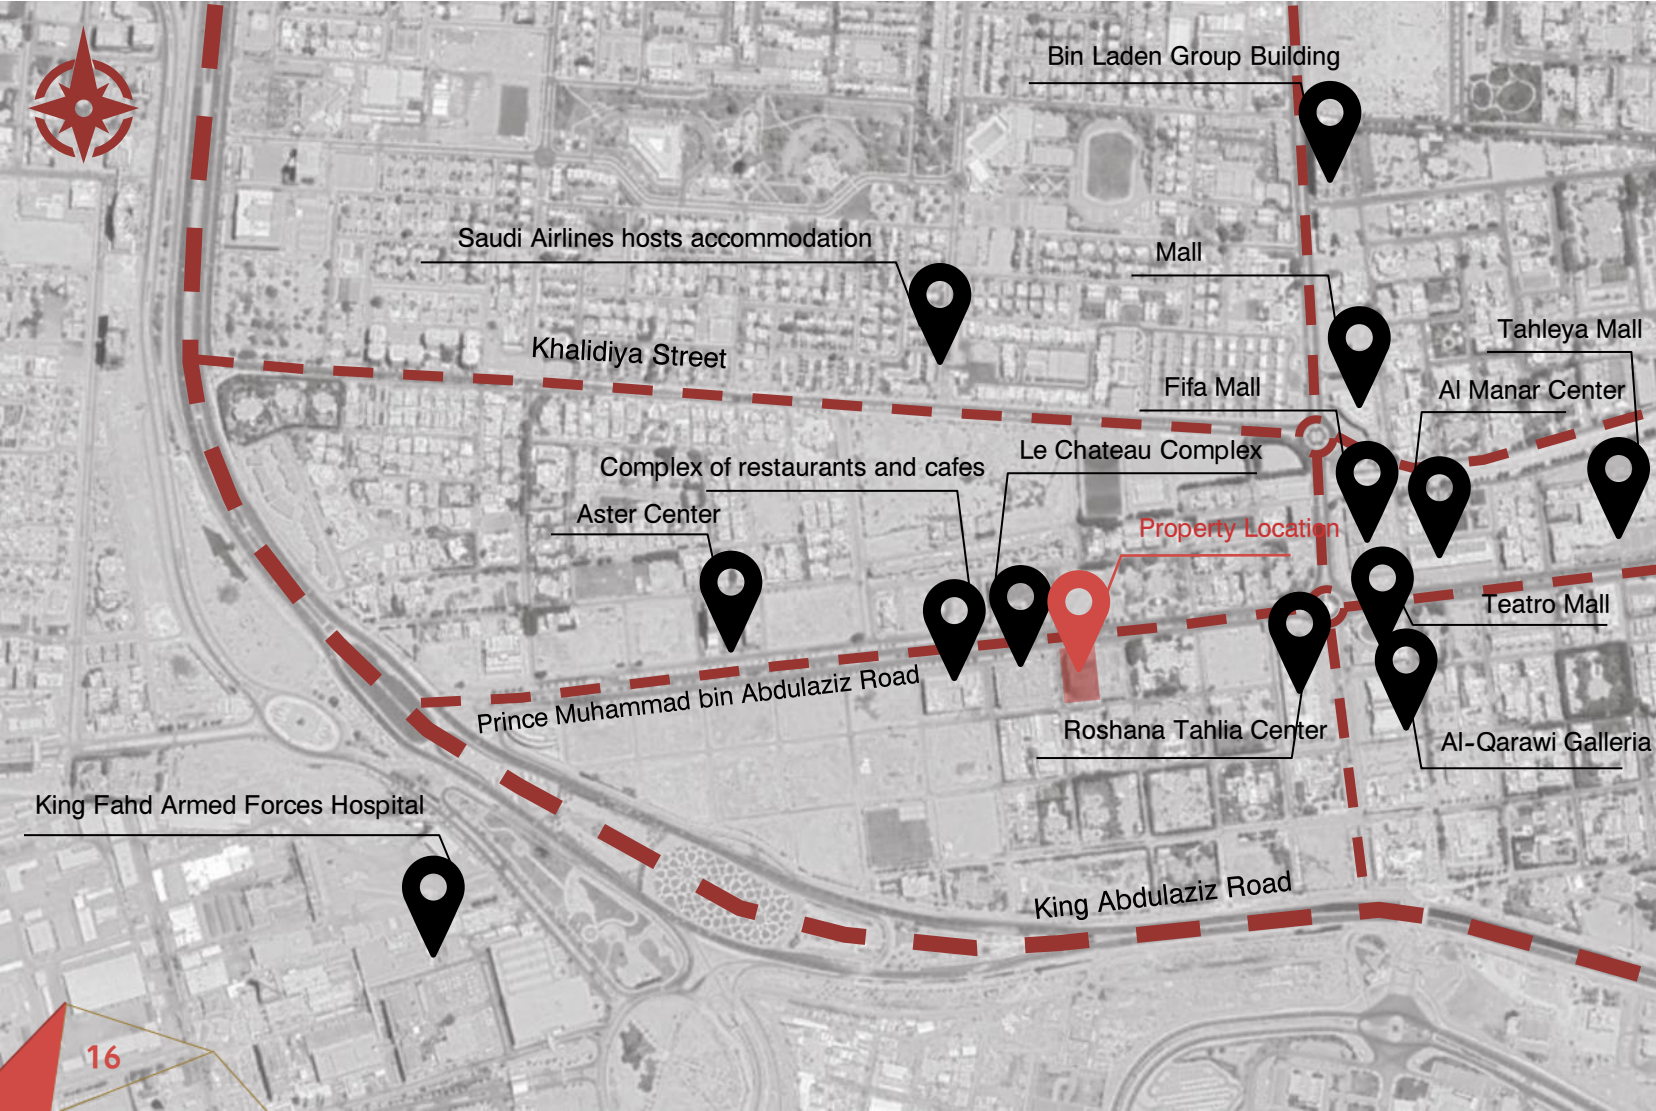 Bin Laden Group Building
Saudi Airlines hosts accommodation
Mall
Tahleya Mall
Khalidiya Street
Fifa Mall
Al Manar Center
Le Chateau Complex
Complex of restaurants and cafes
Aster Center
Property Location
Teatro Mall
Prince Muhammad bin Abdulaziz Road
Roshana Tahlia Center
Al-Qarawi Galleria
King Fahd Armed Forces Hospital
King Abdulaziz Road
16